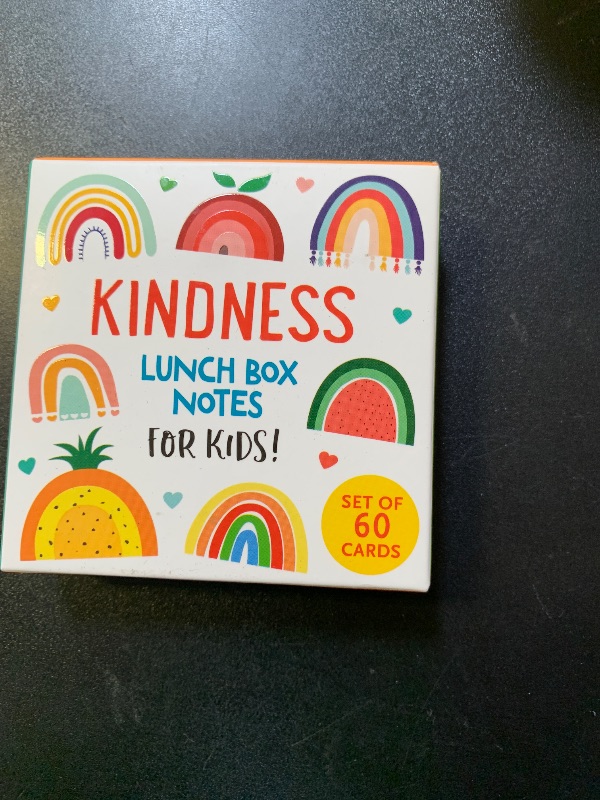 KINDNESS
LUNCH BOX
NOTES
FOR KIDS!
SET OF
60
CARDS